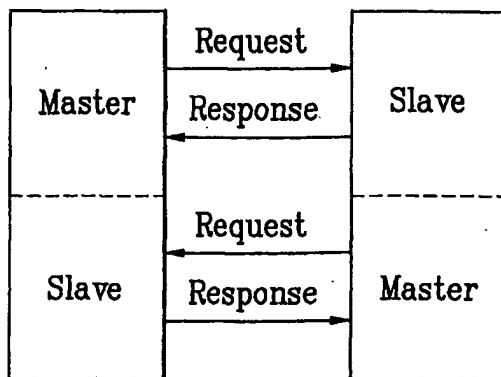 Request
Master
Slave
Response
Request
Slave
Response
Master